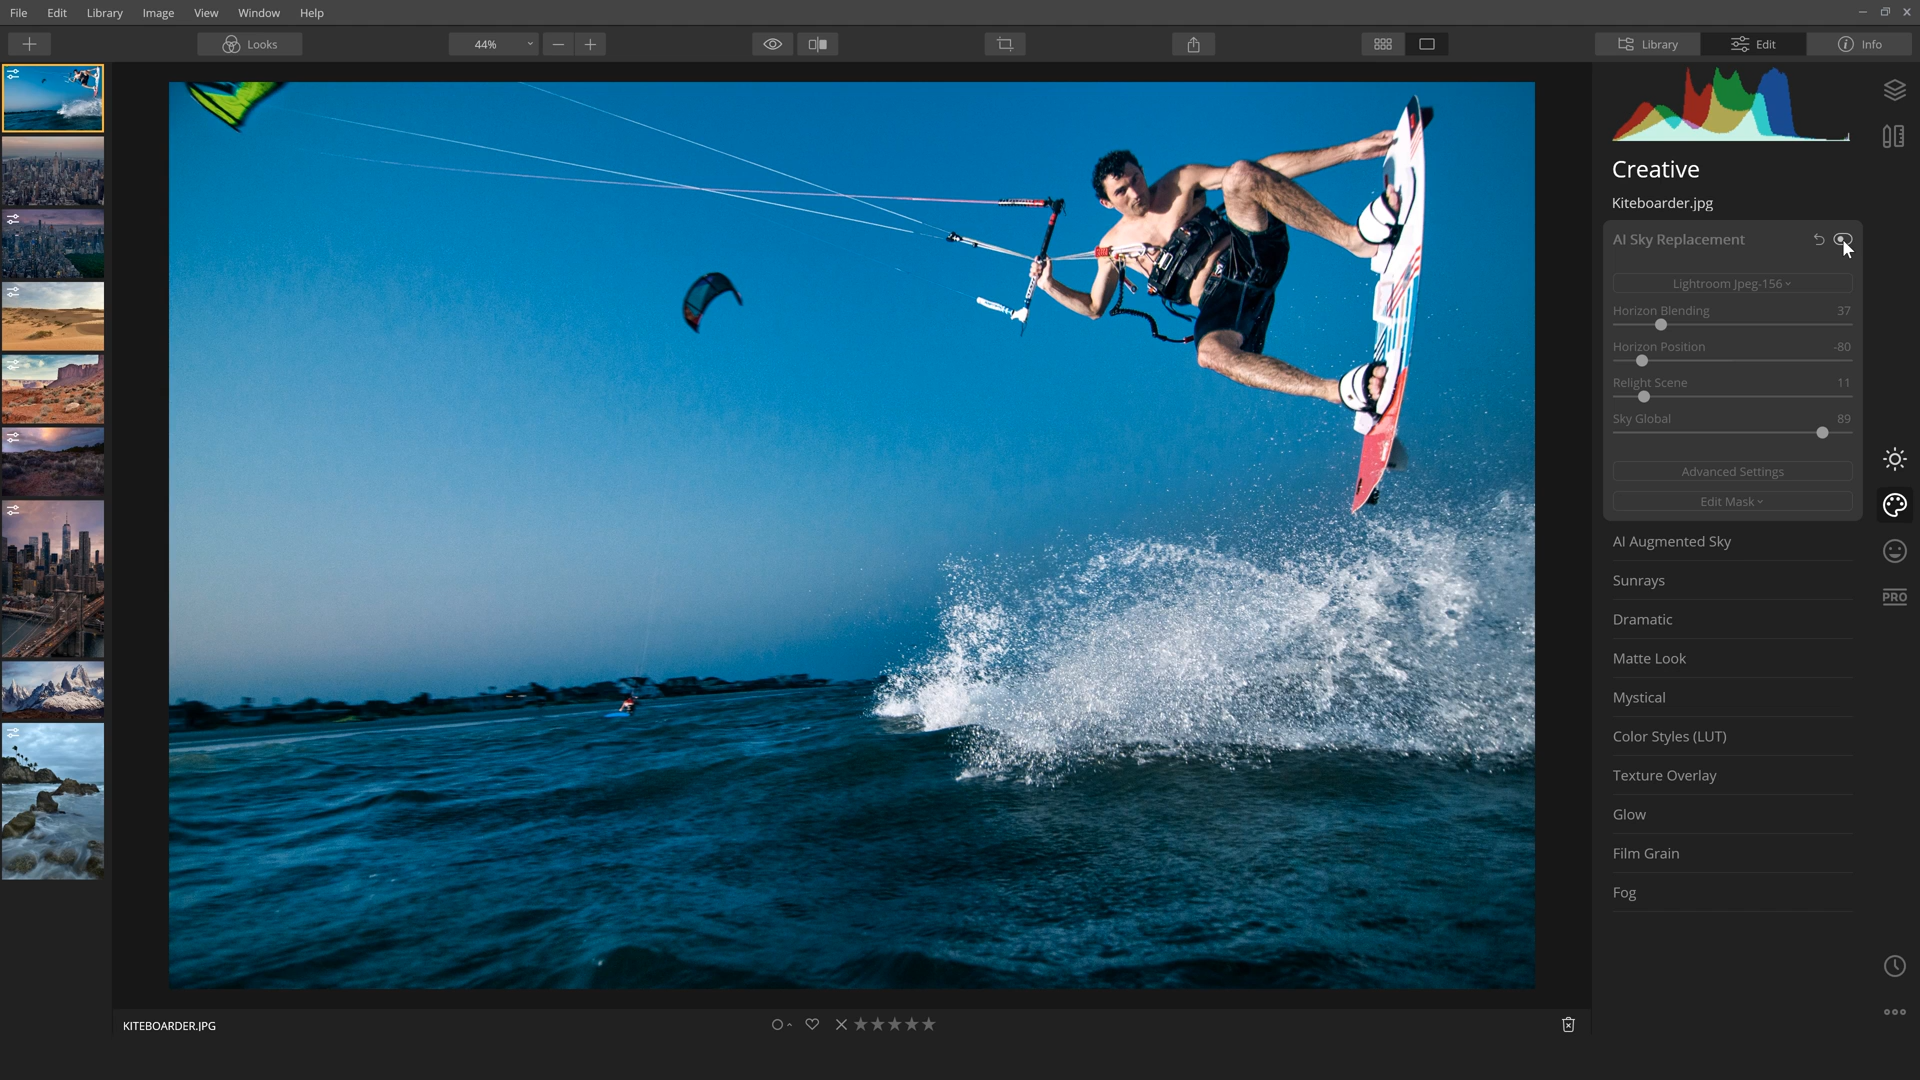 File Edit Library Image View Window Help
Looks 44% Library Edit Info
Creative
Kiteboarder.jpg
AI Sky Replacement
Lightroom Jpeg-156
Horizon Blending 37
Horizon Position -80
Relight Scene 11
Sky Global 89
Advanced Settings
Edit Mask
AI Augmented Sky
Sunrays
PRO
Dramatic
Matte Look
Mystical
Color Styles (LUT)
Texture Overlay
Glow
Film Grain
Fog
KITEBOARDER.JPG